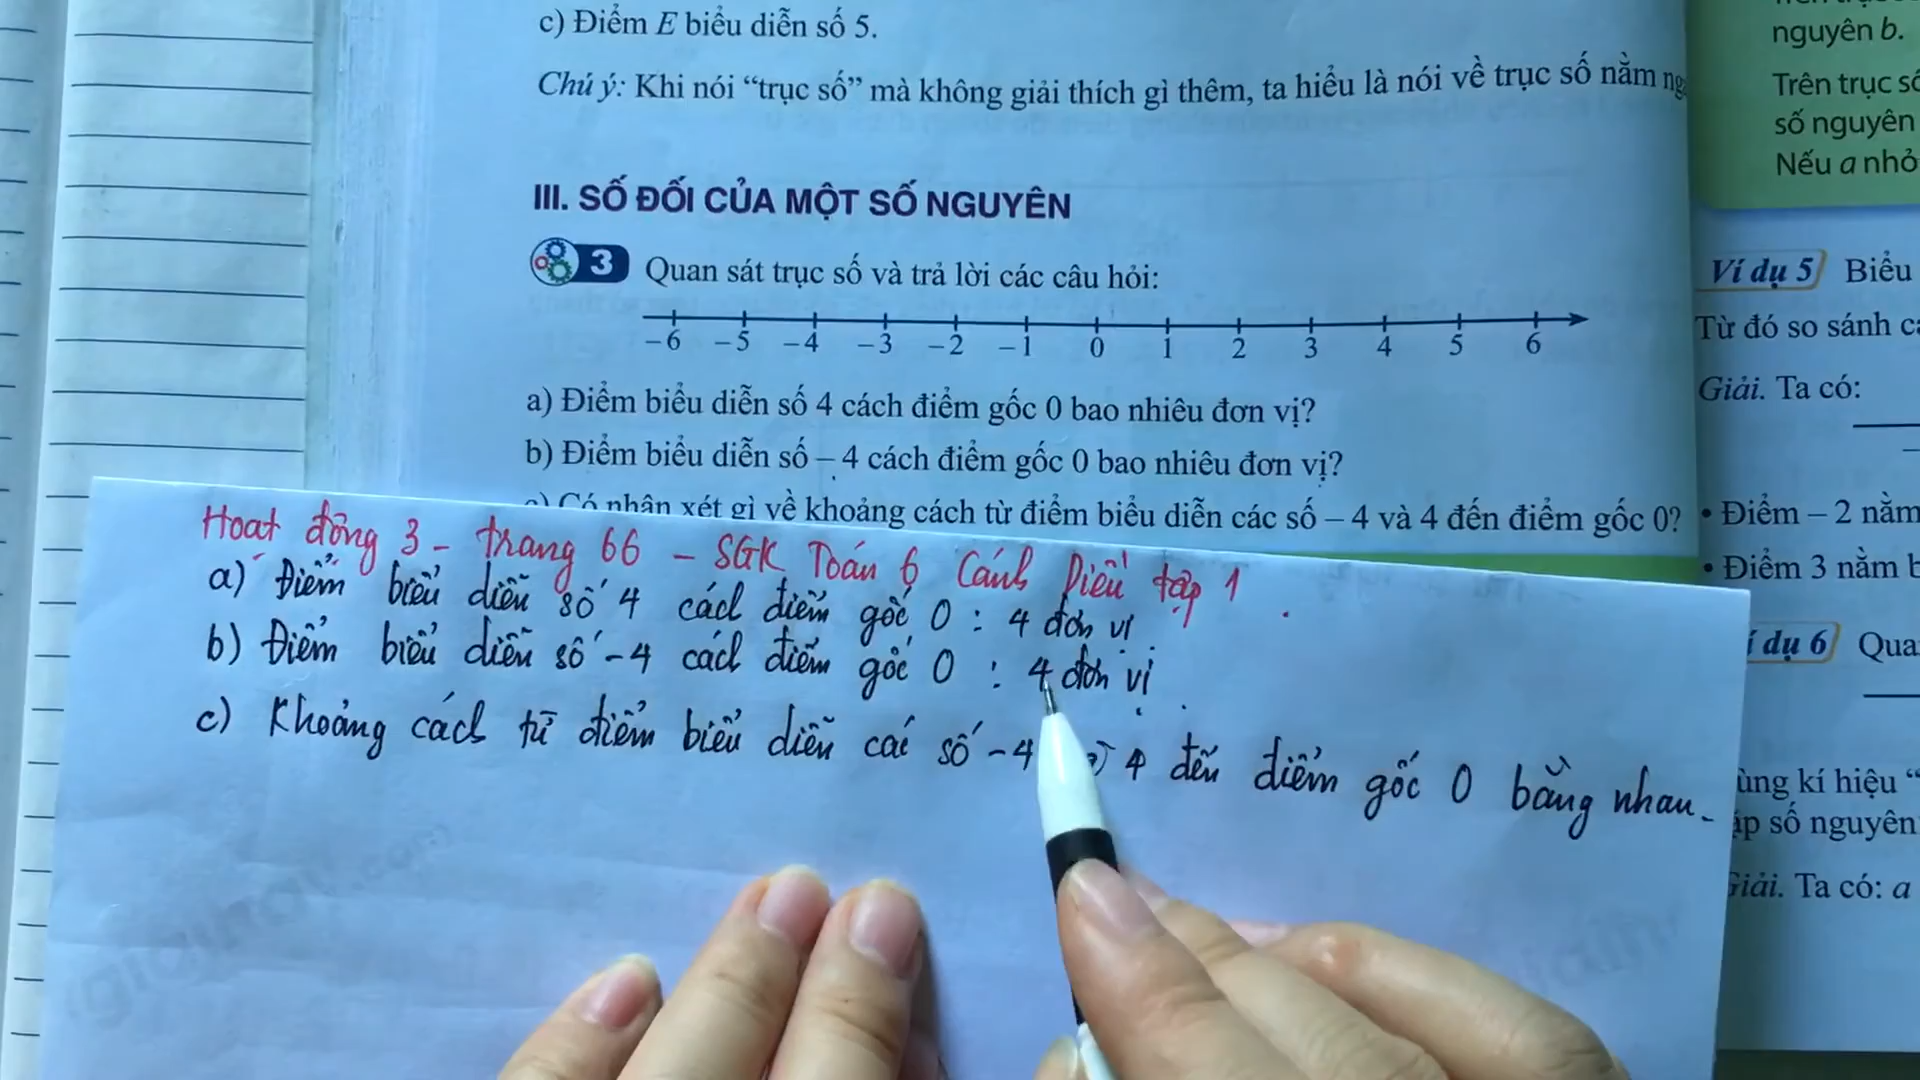 c) Điểm E biểu diễn số 5.
Chú ý: Khi nói “trục số” mà không giải thích gì thêm, ta hiểu là nói về trục số nằm
III. SỐ ĐỐI CỦA MỘT SỐ NGUYÊN
3 Quan sát trục số và trả lời các câu hỏi:
–6 –5 –4 –3 –2 –1 0 1 2 3 4 5 6
a) Điểm biểu diễn số 4 cách điểm gốc 0 bao nhiêu đơn vị?
b) Điểm biểu diễn số – 4 cách điểm gốc 0 bao nhiêu đơn vị?
c) Có nhận xét gì về khoảng cách từ điểm biểu diễn các số – 4 và 4 đến điểm gốc 0?
Hoạt động 3 - trang 66 - SGK Toán 6 Cánh Diều tập 1.
a) Điểm biểu diễn số 4 cách điểm gốc 0 : 4 đơn vị.
b) Điểm biểu diễn số -4 cách điểm gốc 0 : 4 đơn vị.
c) Khoảng cách từ điểm biểu diễn các số -4 4 đến điểm gốc 0 bằng nhau.
nguyên b.
Trên trục số
số nguyên
Nếu a nhỏ
Ví dụ 5 Biểu
Từ đó so sánh
Giải. Ta có:
• Điểm – 2 nằm
• Điểm 3 nằm
dụ 6
kí hiệu “
số nguyên
Giải. Ta có: a